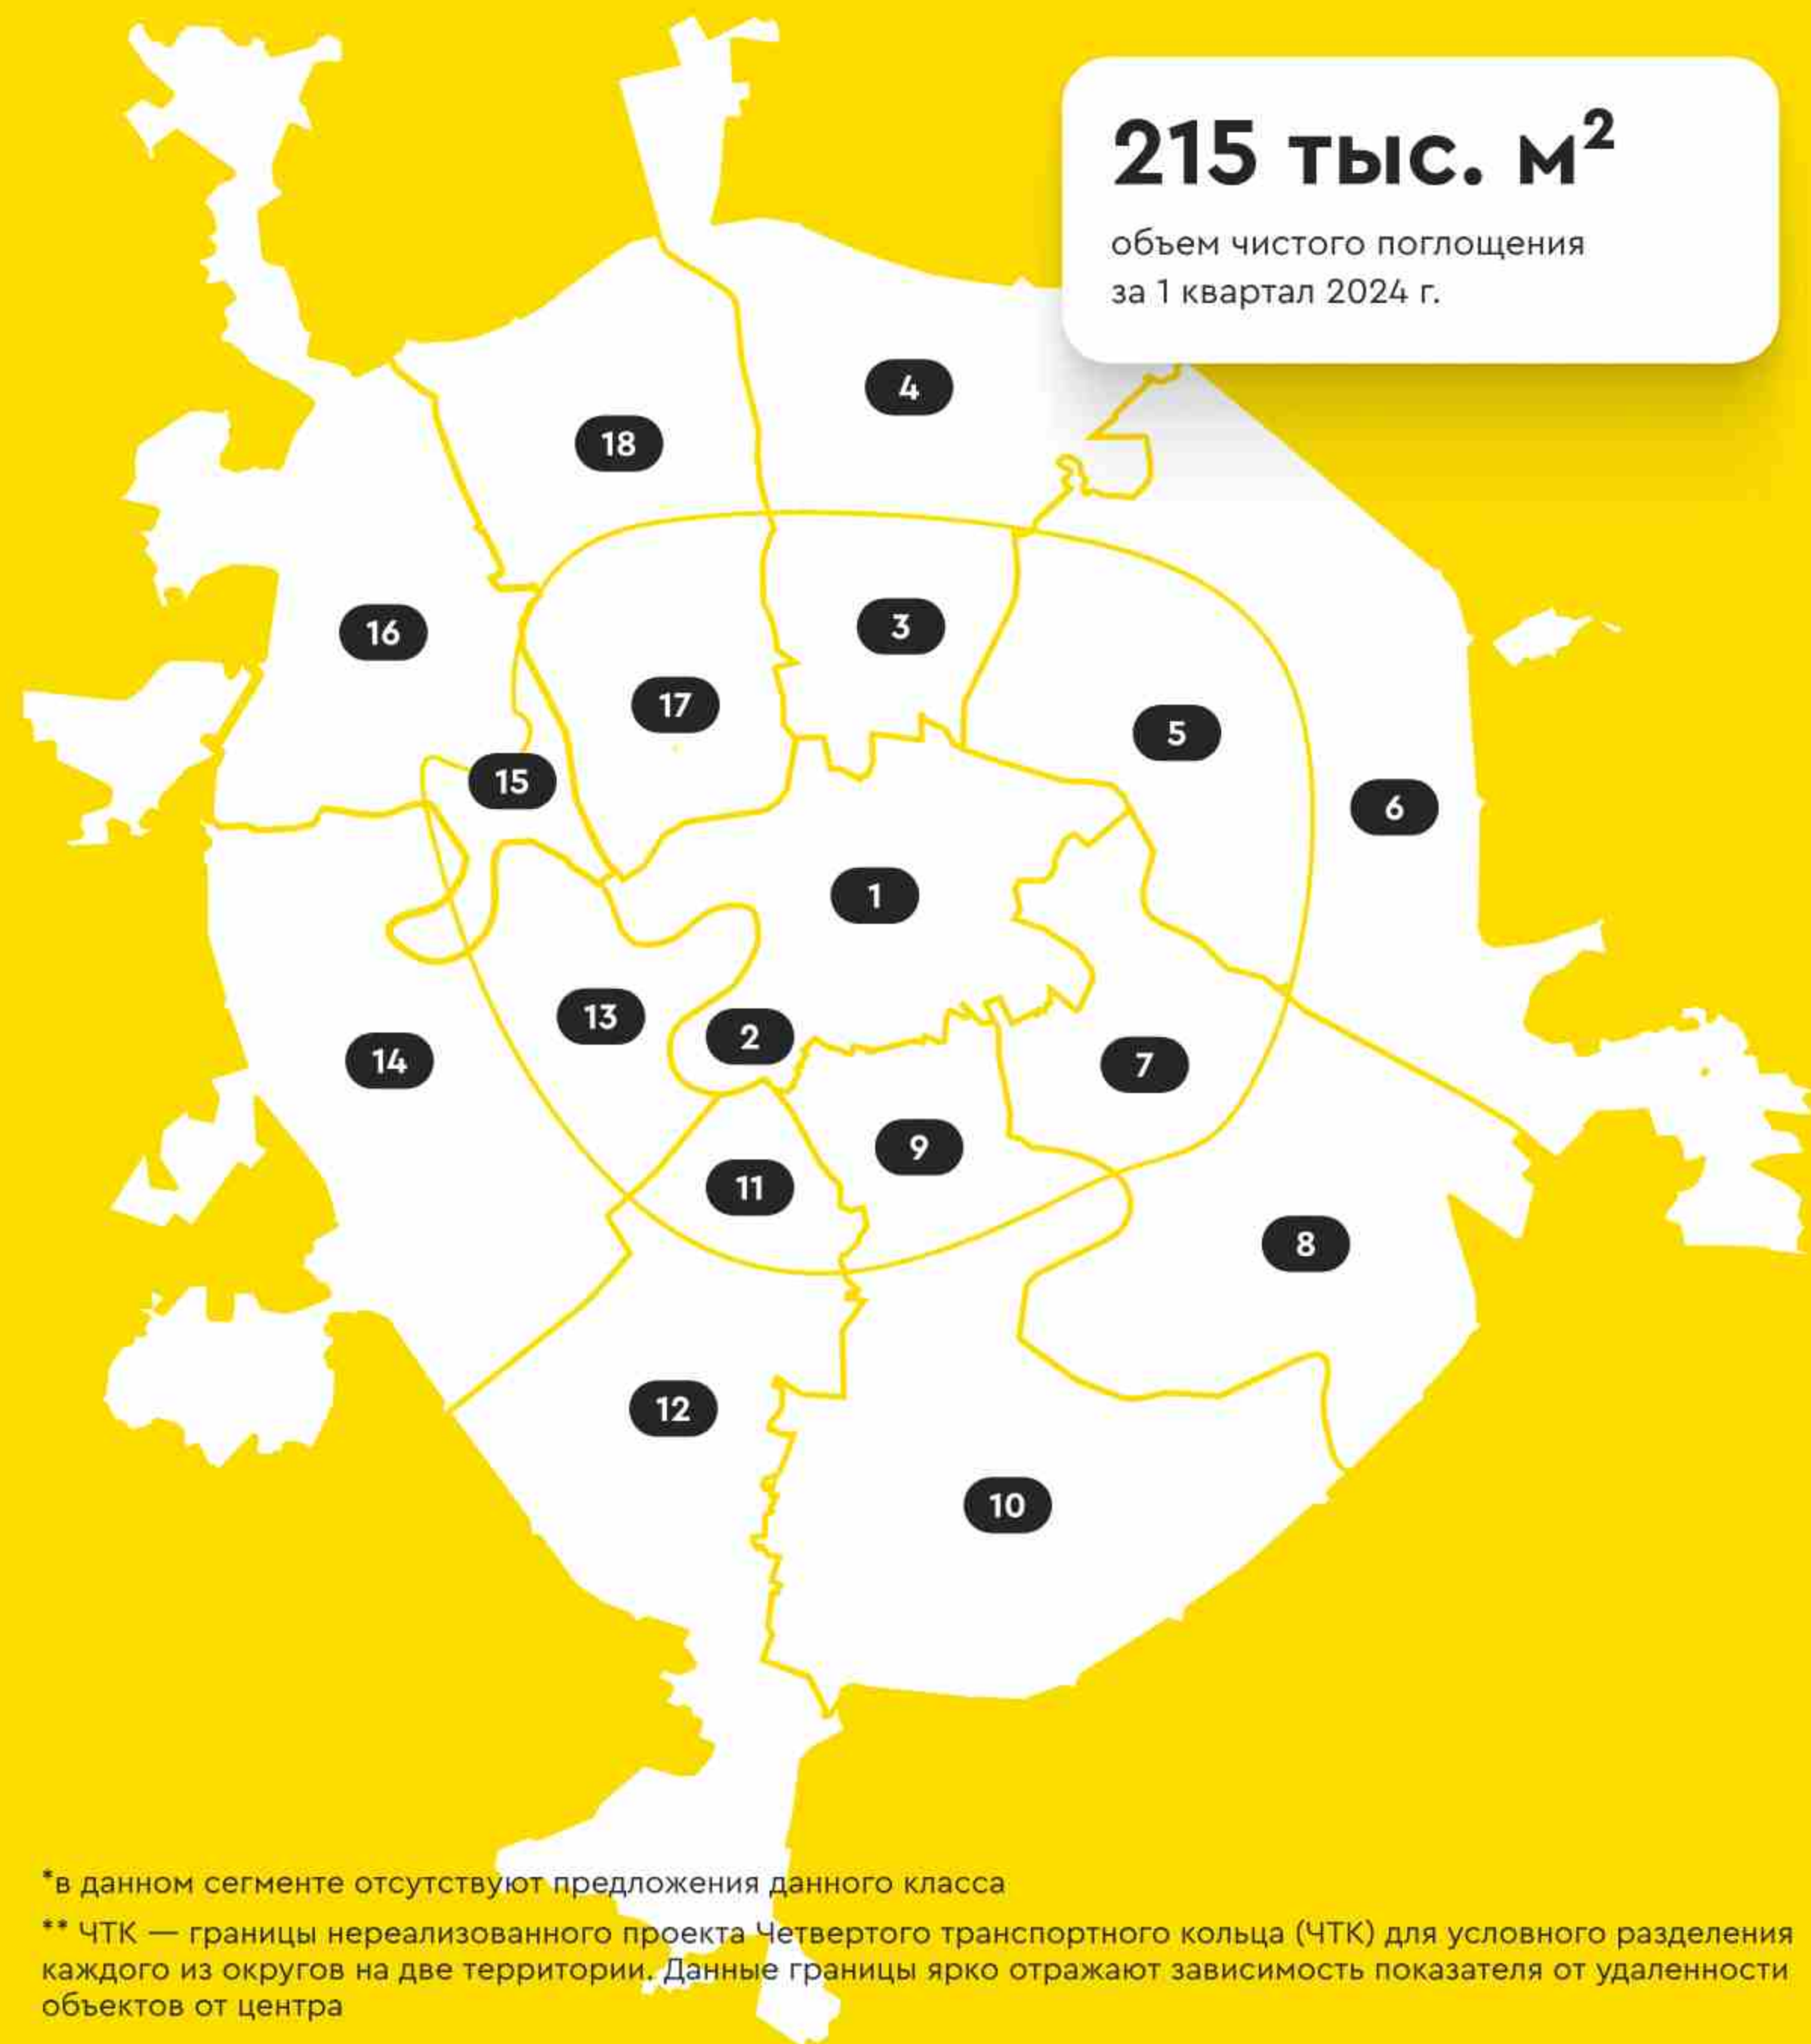 215 тыс. м²
объем чистого поглощения
за 1 квартал 2024 г.
4
18
3
16
17
5
15
6
1
13
2
14
7
9
11
8
12
10
*в данном сегменте отсутствуют предложения данного класса
** ЧТК — границы нереализованного проекта Четвертого транспортного кольца (ЧТК) для условного разделения
каждого из округов на две территории. Данные границы ярко отражают зависимость показателя от удаленности
объектов от центра